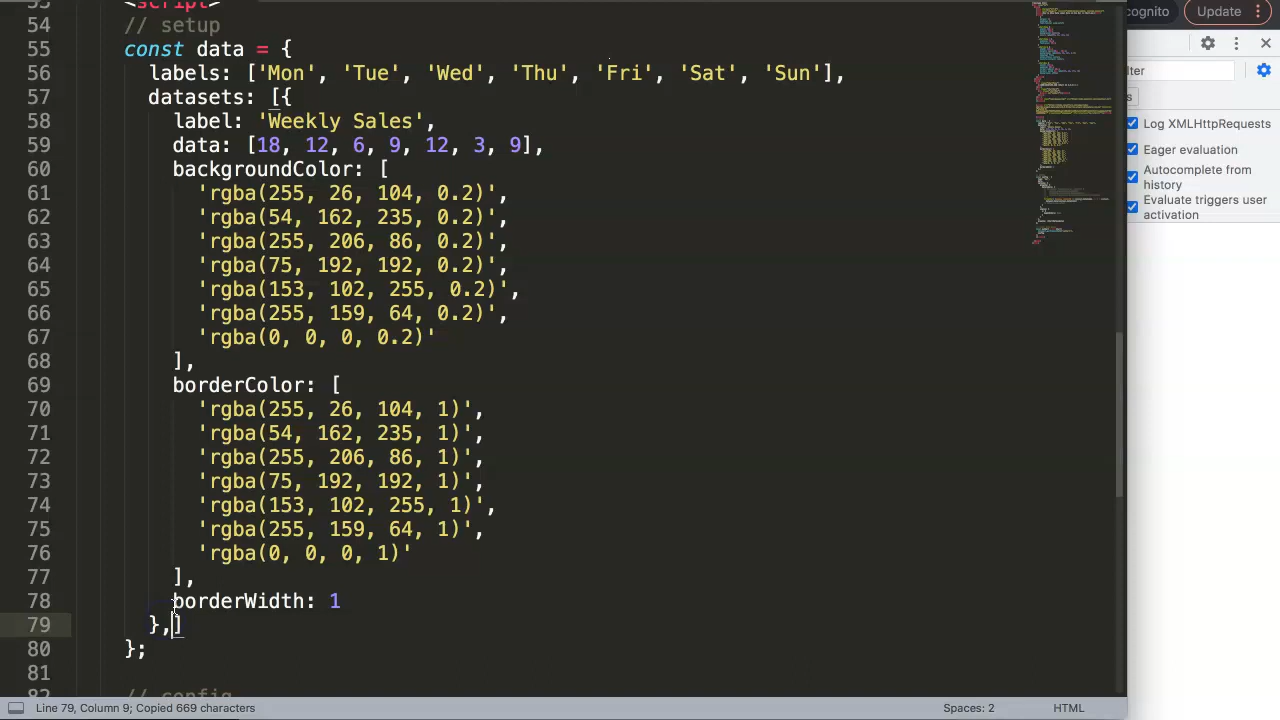 53 <script>
54 // setup
55 const data = {
56 labels: ['Mon', 'Tue', 'Wed', 'Thu', 'Fri', 'Sat', 'Sun'],
57 datasets: [{
58 label: 'Weekly Sales',
59 data: [18, 12, 6, 9, 12, 3, 9],
60 backgroundColor: [
61 'rgba(255, 26, 104, 0.2)',
62 'rgba(54, 162, 235, 0.2)',
63 'rgba(255, 206, 86, 0.2)',
64 'rgba(75, 192, 192, 0.2)',
65 'rgba(153, 102, 255, 0.2)',
66 'rgba(255, 159, 64, 0.2)',
67 'rgba(0, 0, 0, 0.2)'
68 ],
69 borderColor: [
70 'rgba(255, 26, 104, 1)',
71 'rgba(54, 162, 235, 1)',
72 'rgba(255, 206, 86, 1)',
73 'rgba(75, 192, 192, 1)',
74 'rgba(153, 102, 255, 1)',
75 'rgba(255, 159, 64, 1)',
76 'rgba(0, 0, 0, 1)'
77 ],
78 borderWidth: 1
79 },]
80 };
81
82 // config
Line 79, Column 9; Copied 669 characters
Spaces: 2
HTML
cognito
Update
lter
s
Log XMLHttpRequests
Eager evaluation
Autocomplete from
history
Evaluate triggers user
activation